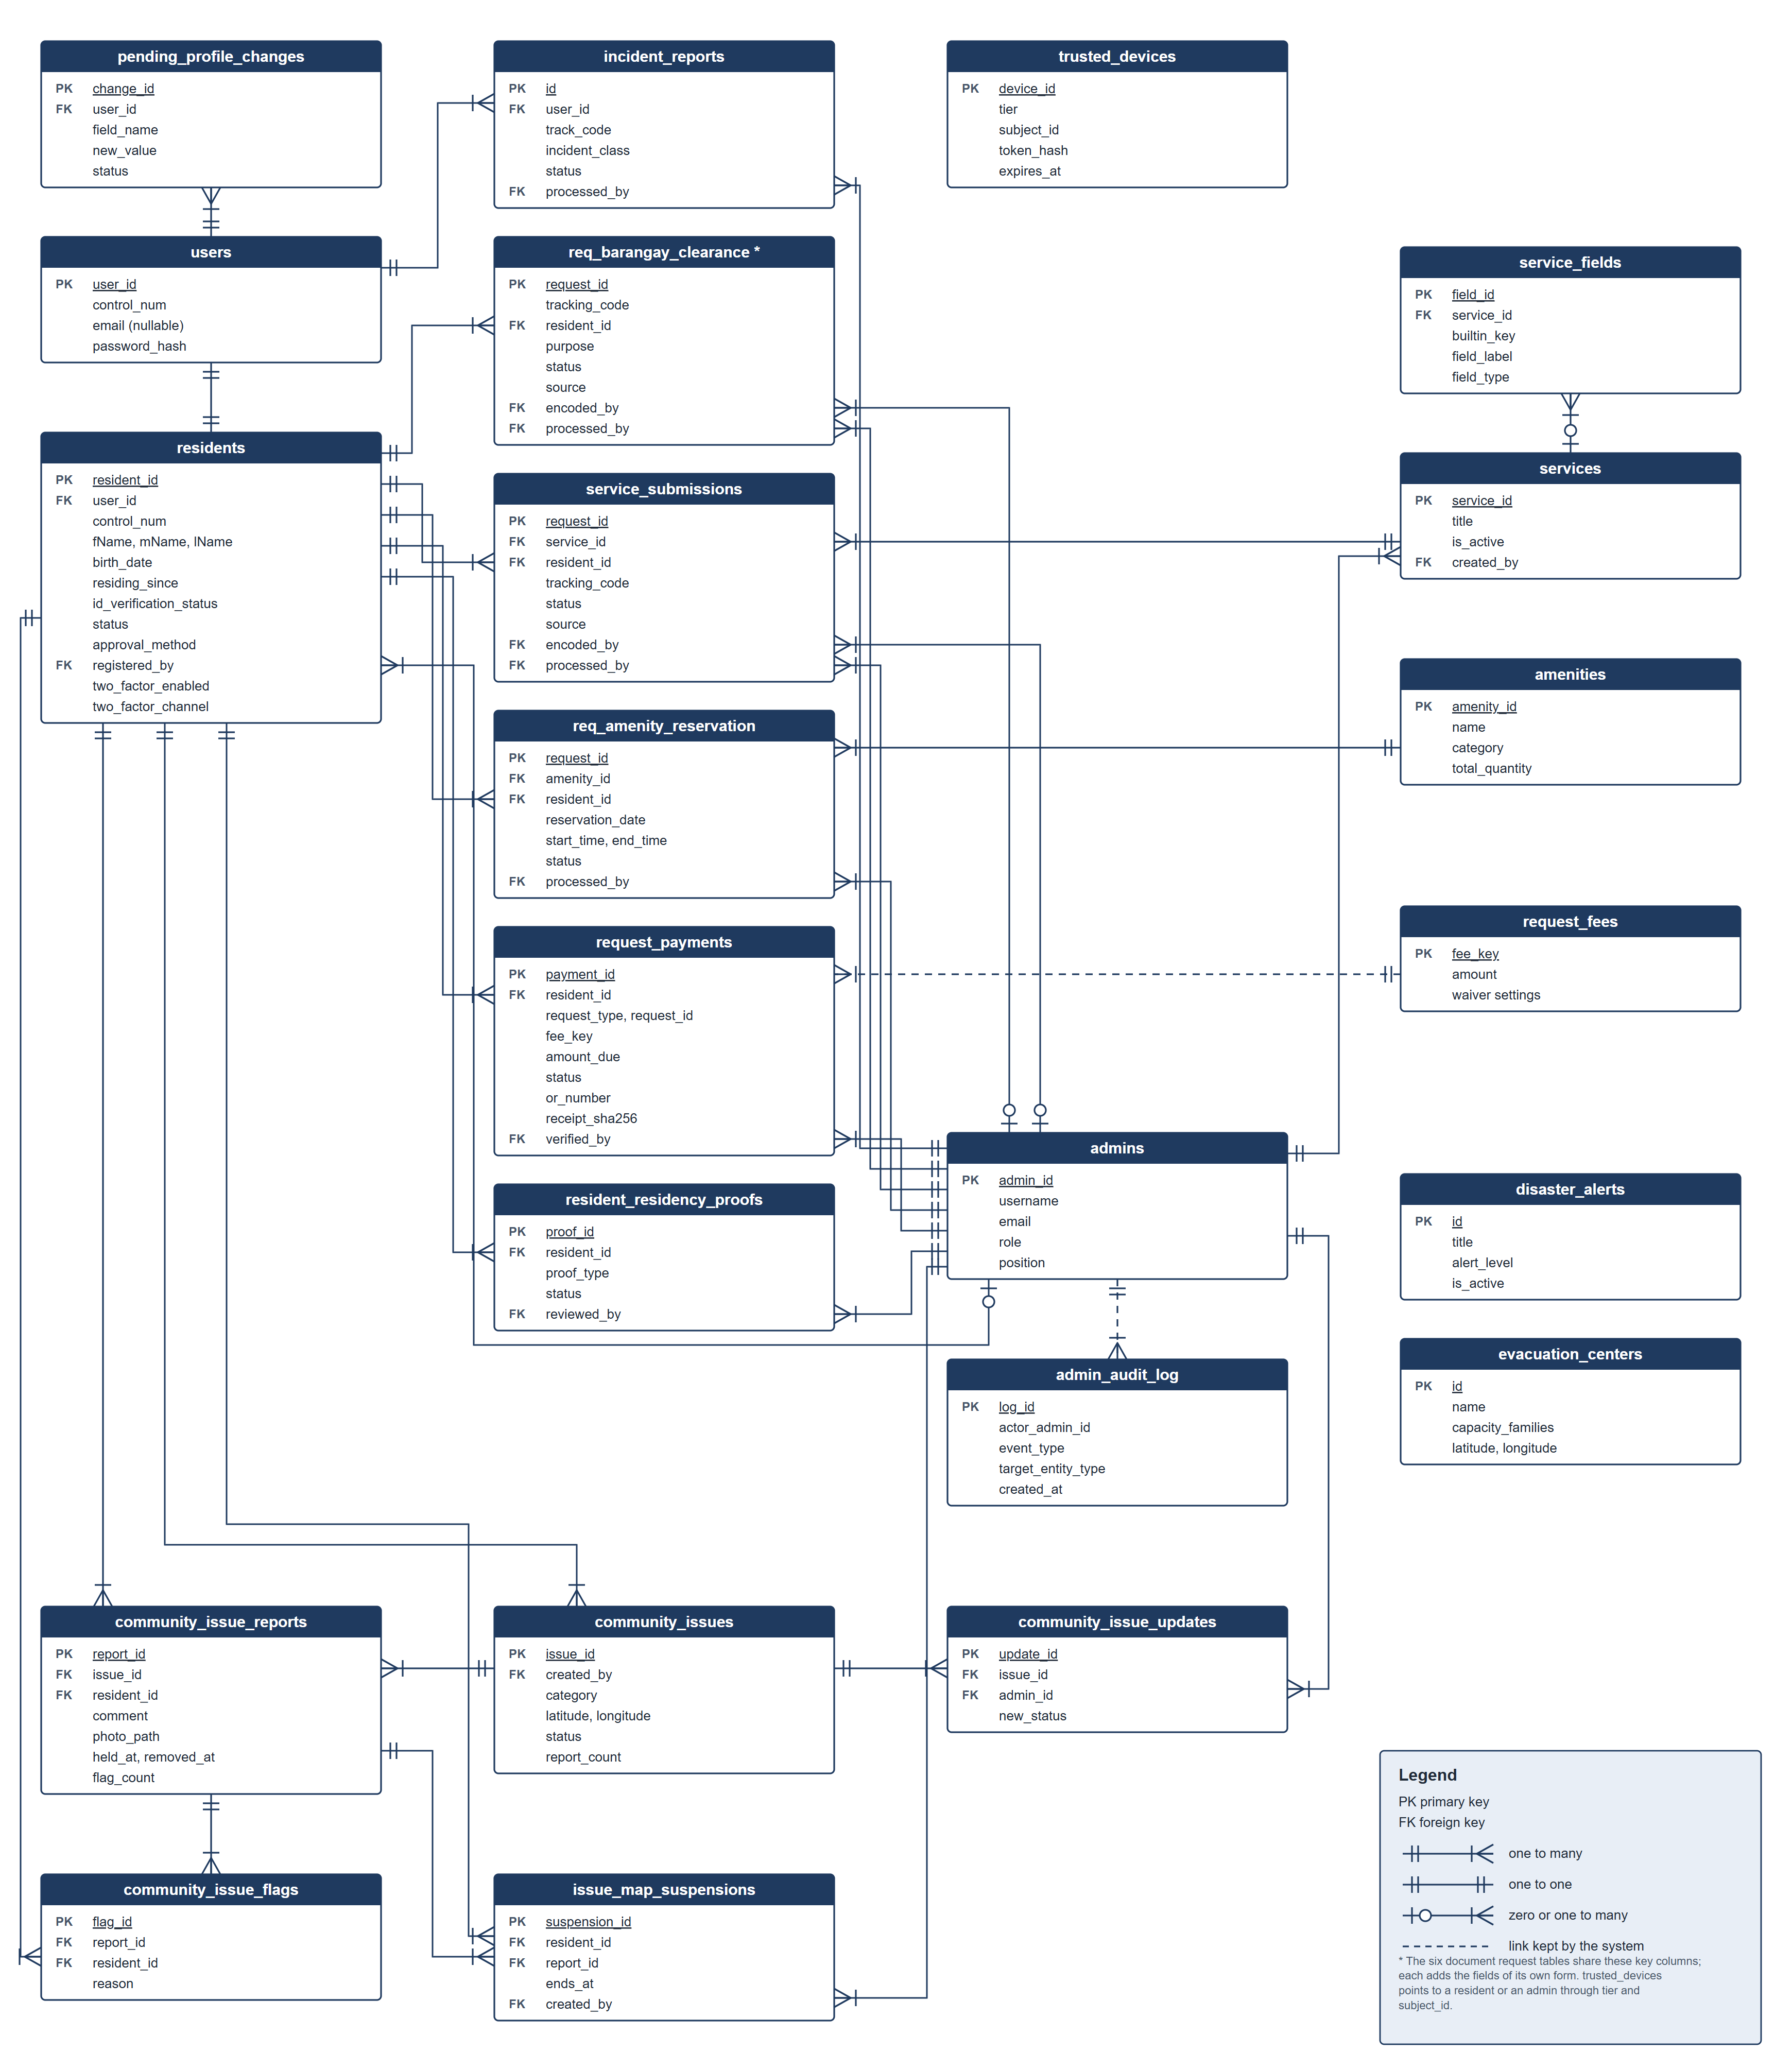 pending_profile_changes
PK change_id
FK user_id
field_name
new_value
status
users
PK user_id
control_num
email (nullable)
password_hash
residents
PK resident_id
FK user_id
control_num
fName, mName, lName
birth_date
residing_since
id_verification_status
status
approval_method
FK registered_by
two_factor_enabled
two_factor_channel
incident_reports
PK id
FK user_id
track_code
incident_class
status
FK processed_by
req_barangay_clearance *
PK request_id
tracking_code
FK resident_id
purpose
status
source
FK encoded_by
FK processed_by
service_submissions
PK request_id
FK service_id
FK resident_id
tracking_code
status
source
FK encoded_by
FK processed_by
req_amenity_reservation
PK request_id
FK amenity_id
FK resident_id
reservation_date
start_time, end_time
status
FK processed_by
request_payments
PK payment_id
FK resident_id
request_type, request_id
fee_key
amount_due
status
or_number
receipt_sha256
FK verified_by
resident_residency_proofs
PK proof_id
FK resident_id
proof_type
status
FK reviewed_by
trusted_devices
PK device_id
tier
subject_id
token_hash
expires_at
service_fields
PK field_id
FK service_id
builtin_key
field_label
field_type
services
PK service_id
title
is_active
FK created_by
amenities
PK amenity_id
name
category
total_quantity
request_fees
PK fee_key
amount
waiver settings
admins
PK admin_id
username
email
role
position
admin_audit_log
PK log_id
actor_admin_id
event_type
target_entity_type
created_at
disaster_alerts
PK id
title
alert_level
is_active
evacuation_centers
PK id
name
capacity_families
latitude, longitude
community_issue_reports
PK report_id
FK issue_id
FK resident_id
comment
photo_path
held_at, removed_at
flag_count
community_issues
PK issue_id
FK created_by
category
latitude, longitude
status
report_count
community_issue_updates
PK update_id
FK issue_id
FK admin_id
new_status
community_issue_flags
PK flag_id
FK report_id
FK resident_id
reason
issue_map_suspensions
PK suspension_id
FK resident_id
FK report_id
ends_at
FK created_by
Legend
PK primary key
FK foreign key
one to many
one to one
zero or one to many
link kept by the system
* The six document request tables share these key columns;
each adds the fields of its own form. trusted_devices
points to a resident or an admin through tier and
subject_id.